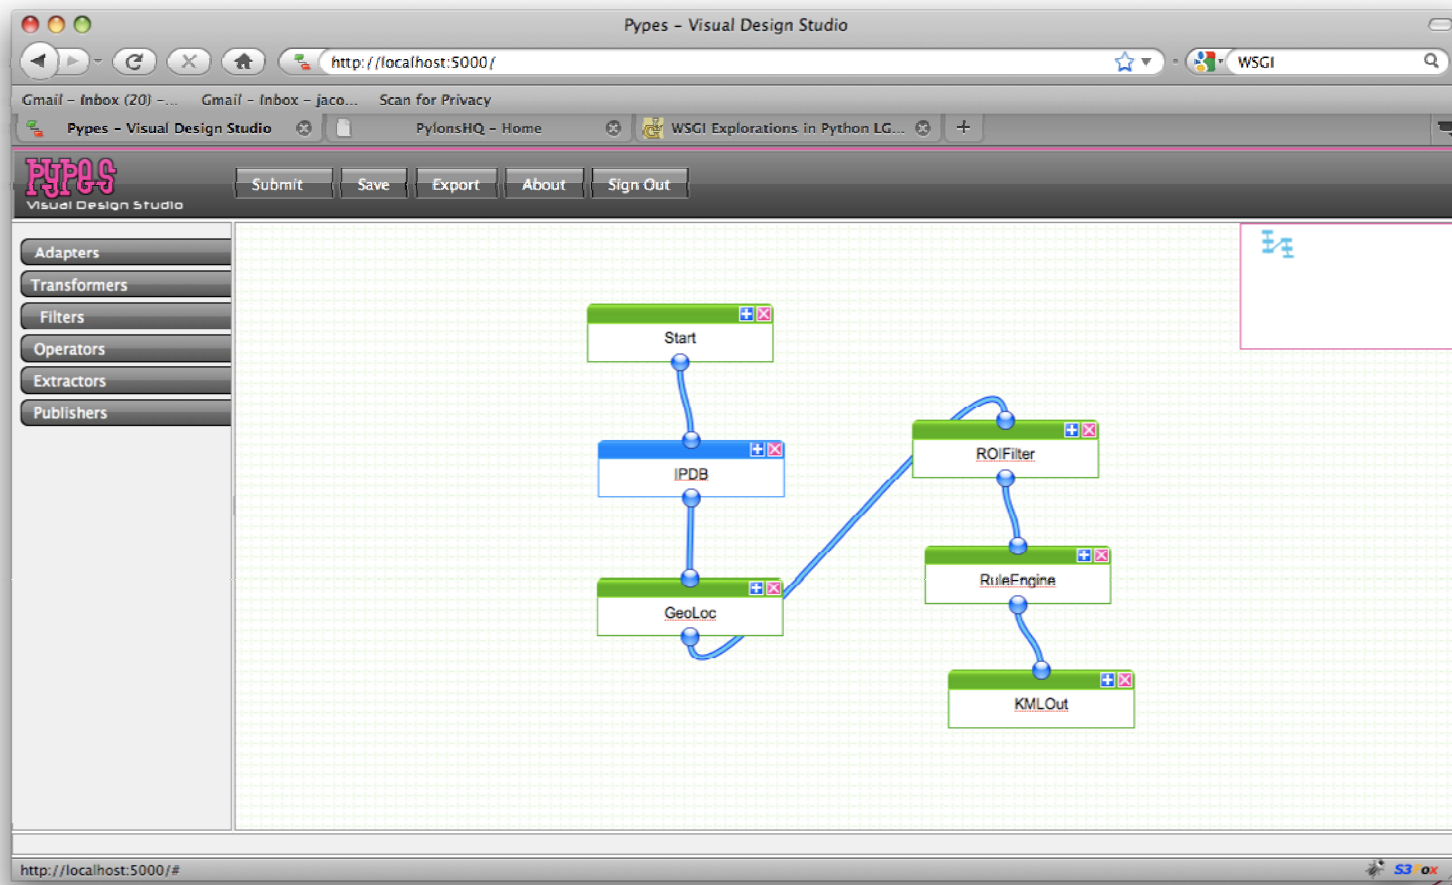 Pypes – Visual Design Studio
http://localhost:5000/
WSGI
Gmail – Inbox (20) –... Gmail – Inbox – jaco... Scan for Privacy
Pypes – Visual Design Studio PylonsHQ – Home WSGI Explorations in Python LG... +
PYPES
Visual Design Studio
Submit Save Export About Sign Out
Adapters
Transformers
Filters
Operators
Extractors
Publishers
Start
IPDB
GeoLoc
ROIFilter
RuleEngine
KMLOut
http://localhost:5000/#
S3Fox